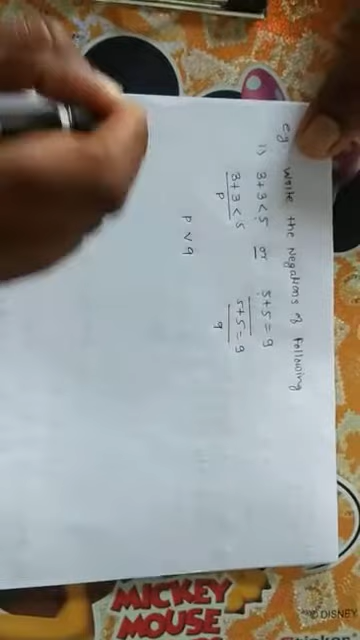 eg write the Negations of following
1) 3+3<5 or 5+5=9
3+3<5 5+5=9
p q
p ∨ q
MICKEY
MOUSE
©DISNEY